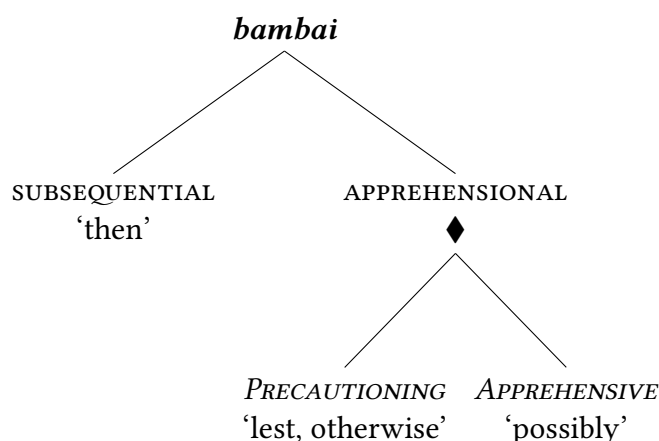 bambai
SUBSEQUENTIAL APPREHENSIONAL
‘then’ ♦
PRECAUTIONING APPREHENSIVE
‘lest, otherwise’ ‘possibly’